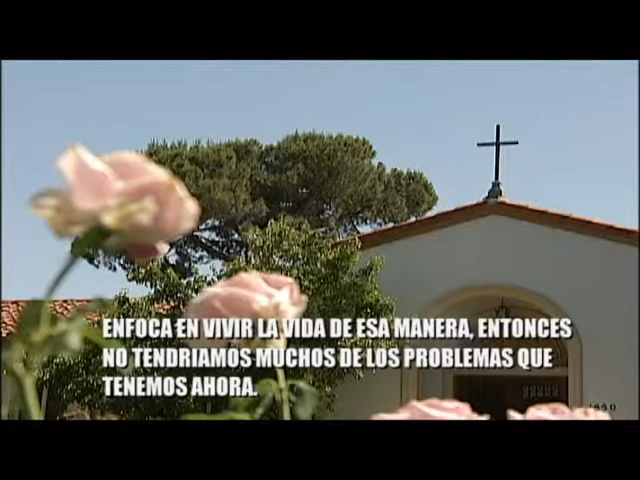 ENFOCA EN VIVIR LA VIDA DE ESA MANERA, ENTONCES
NO TENDRIAMOS MUCHOS DE LOS PROBLEMAS QUE
TENEMOS AHORA.